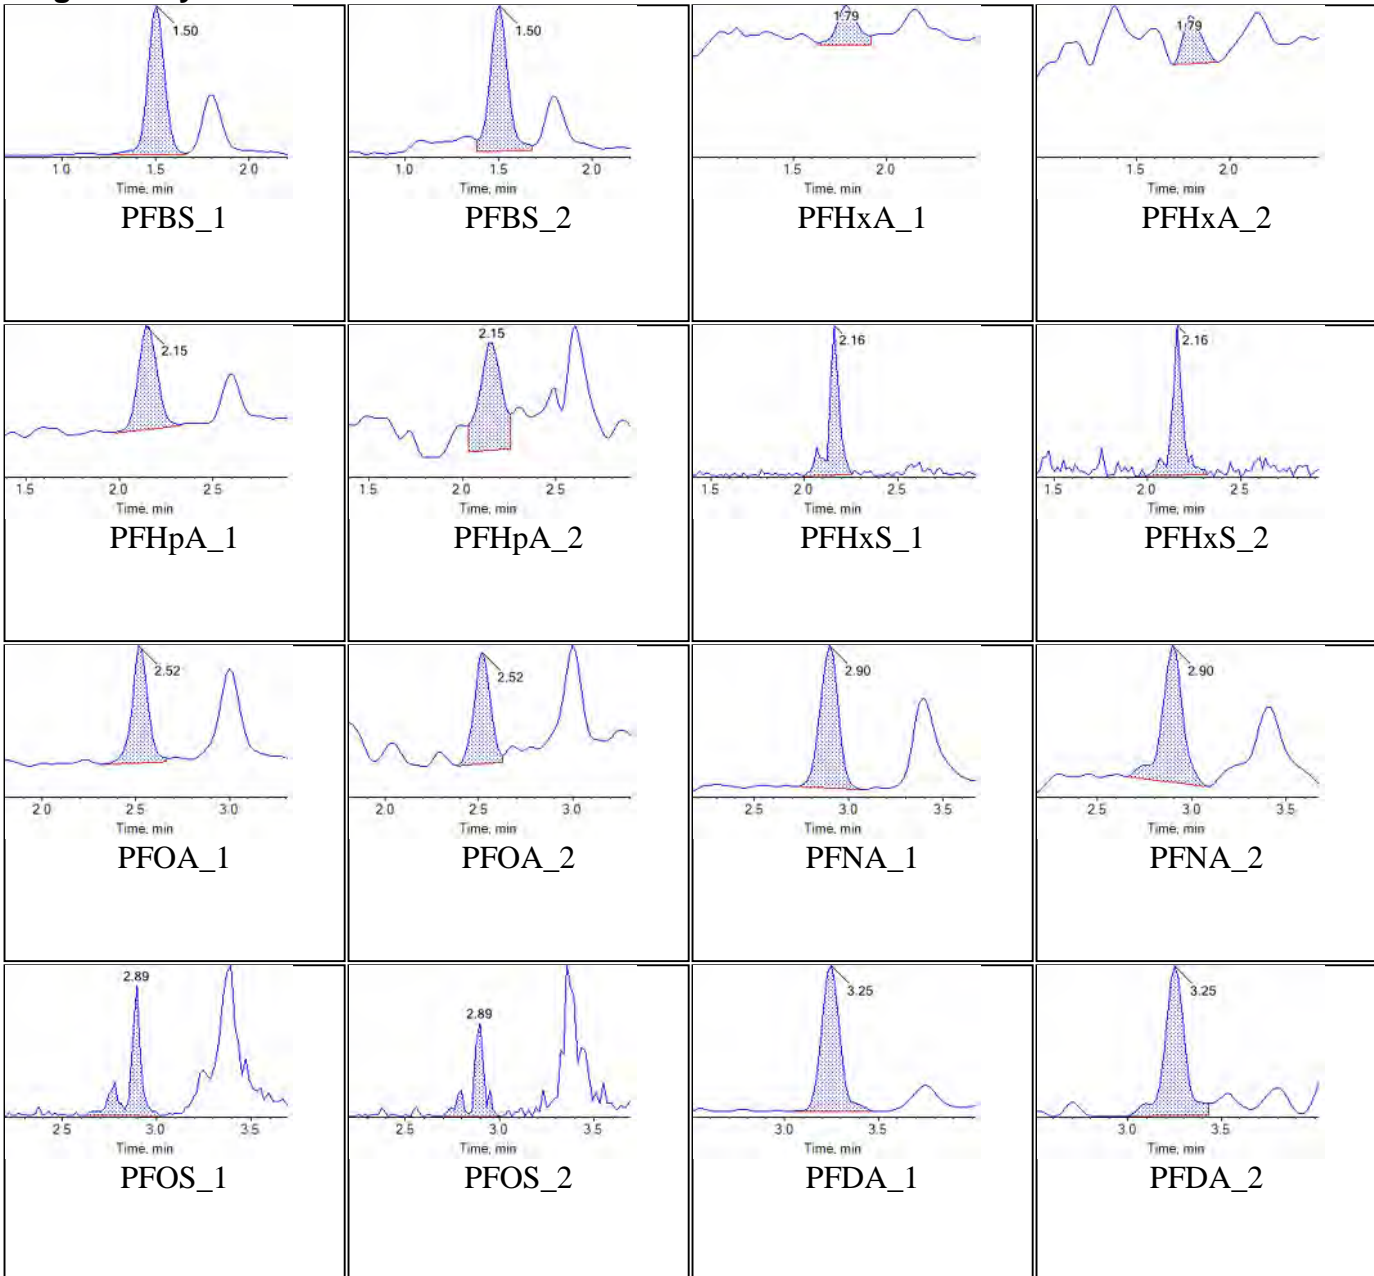 1.50
1.0 1.5 2.0
Time, min
PFBS_1
1.50
1.0 1.5 2.0
Time, min
PFBS_2
1.79
1.5 2.0
Time, min
PFHxA_1
1.79
1.5 2.0
Time, min
PFHxA_2
2.15
1.5 2.0 2.5
Time, min
PFHpA_1
2.15
1.5 2.0 2.5
Time, min
PFHpA_2
2.16
1.5 2.0 2.5
Time, min
PFHxS_1
2.16
1.5 2.0 2.5
Time, min
PFHxS_2
2.52
2.0 2.5 3.0
Time, min
PFOA_1
2.52
2.0 2.5 3.0
Time, min
PFOA_2
2.90
2.5 3.0 3.5
Time, min
PFNA_1
2.90
2.5 3.0 3.5
Time, min
PFNA_2
2.89
2.5 3.0 3.5
Time, min
PFOS_1
2.89
2.5 3.0 3.5
Time, min
PFOS_2
3.25
3.0 3.5
Time, min
PFDA_1
3.25
3.0 3.5
Time, min
PFDA_2